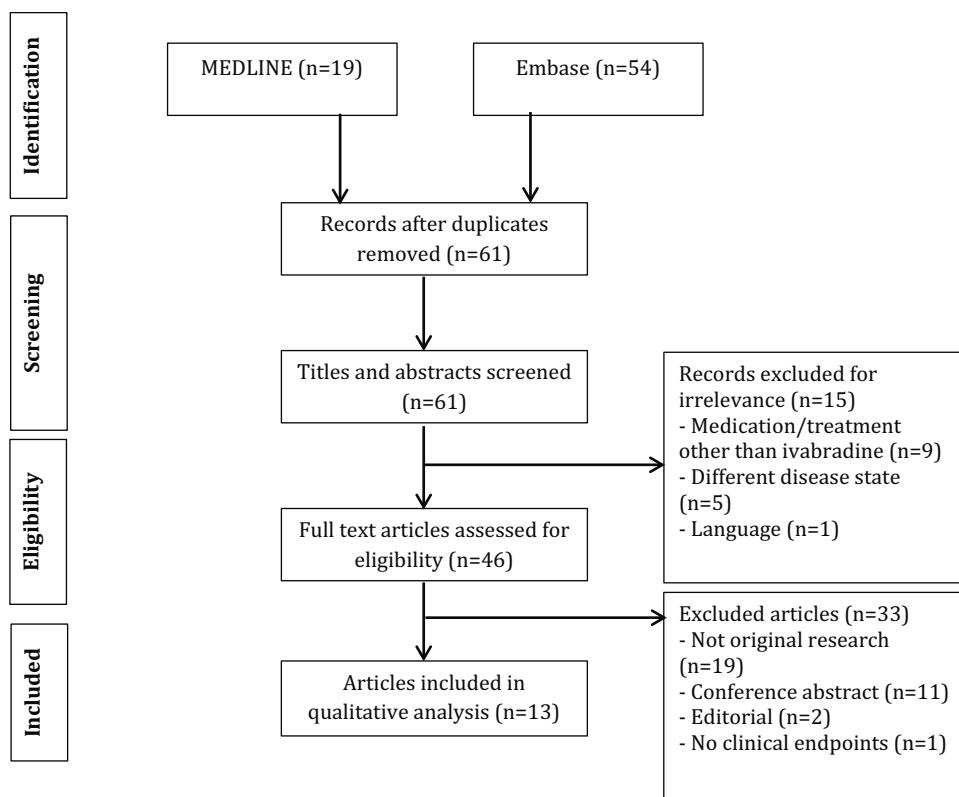 Identification
MEDLINE (n=19)
Embase (n=54)
Records after duplicates
removed (n=61)
Screening
Titles and abstracts screened
(n=61)
Records excluded for
irrelevance (n=15)
- Medication/treatment
other than ivabradine (n=9)
- Different disease state
(n=5)
- Language (n=1)
Eligibility
Full text articles assessed for
eligibility (n=46)
Excluded articles (n=33)
- Not original research
(n=19)
- Conference abstract (n=11)
- Editorial (n=2)
- No clinical endpoints (n=1)
Included
Articles included in
qualitative analysis (n=13)